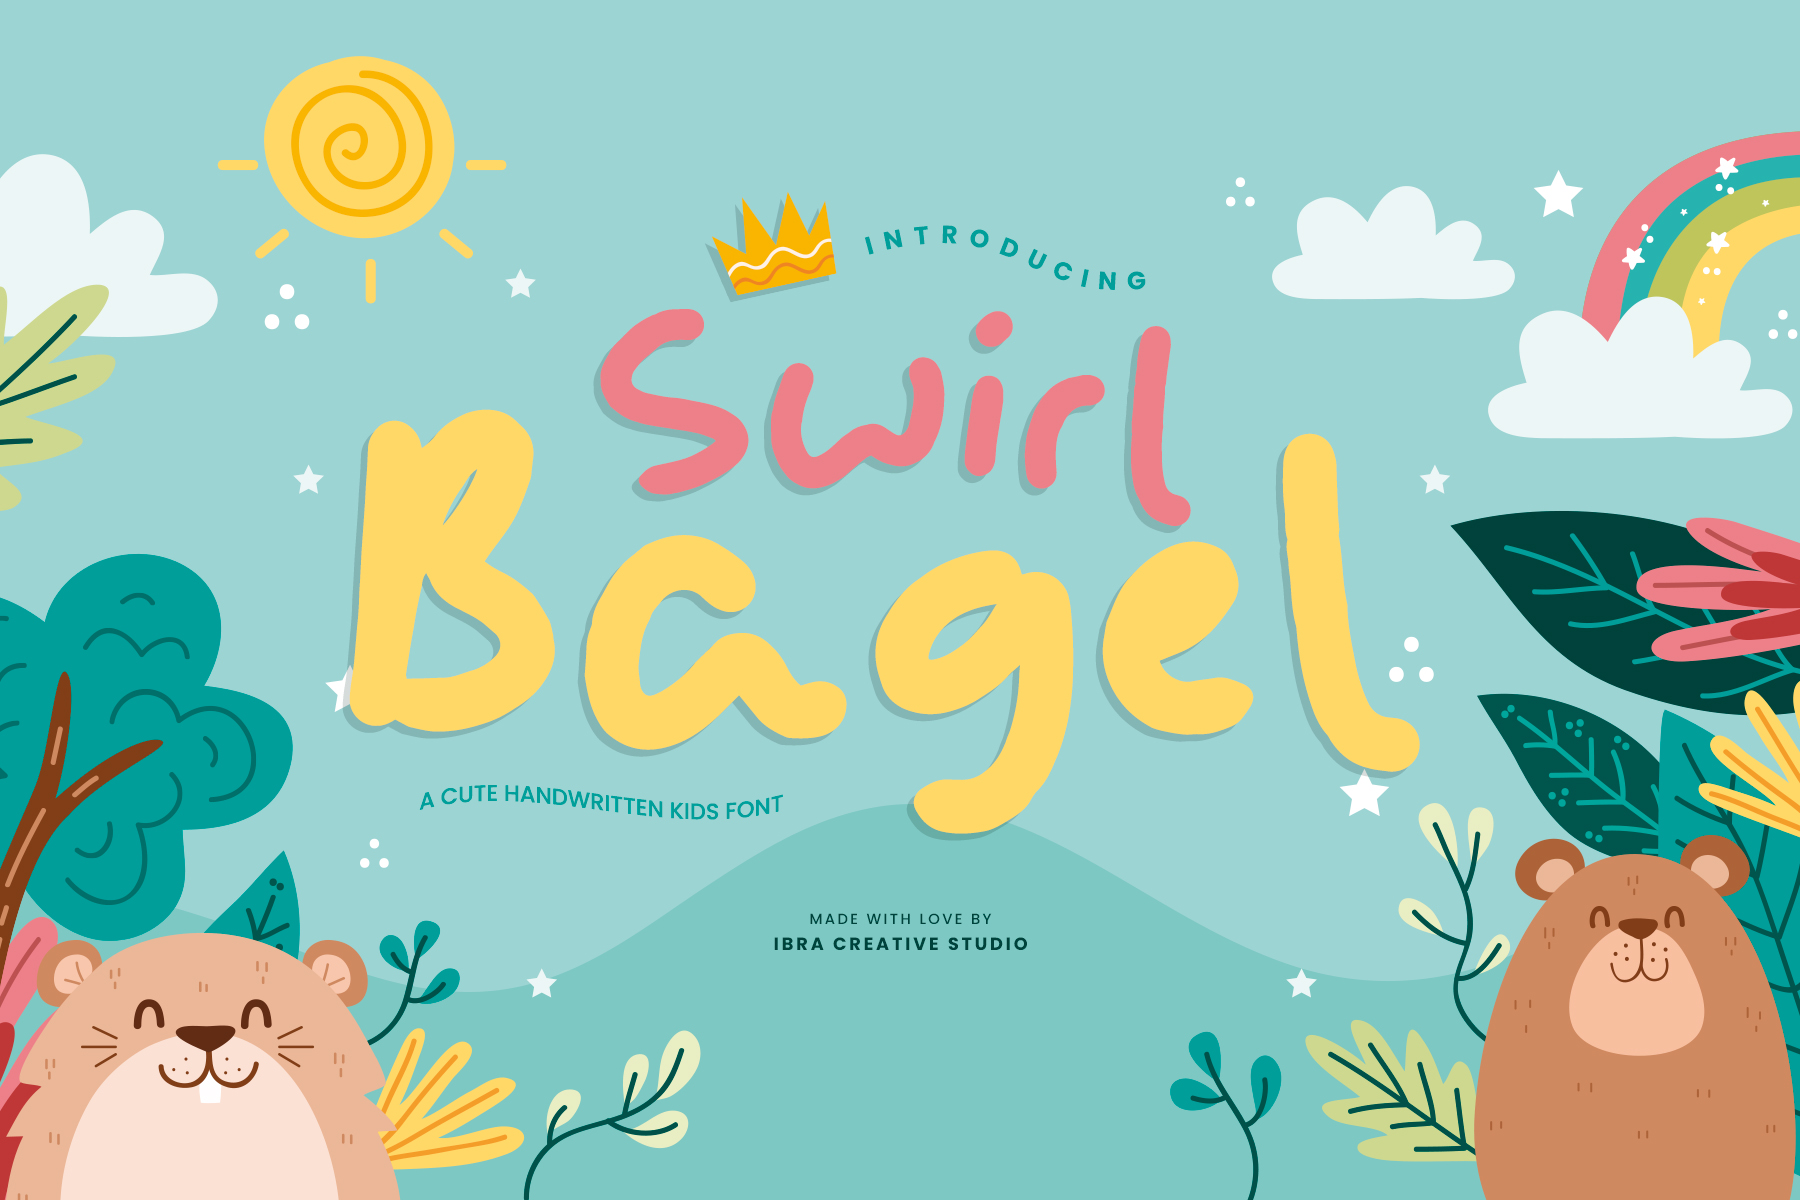 INTRODUCING
Swirl
Bagel
A CUTE HANDWRITTEN KIDS FONT
MADE WITH LOVE BY
IBRA CREATIVE STUDIO